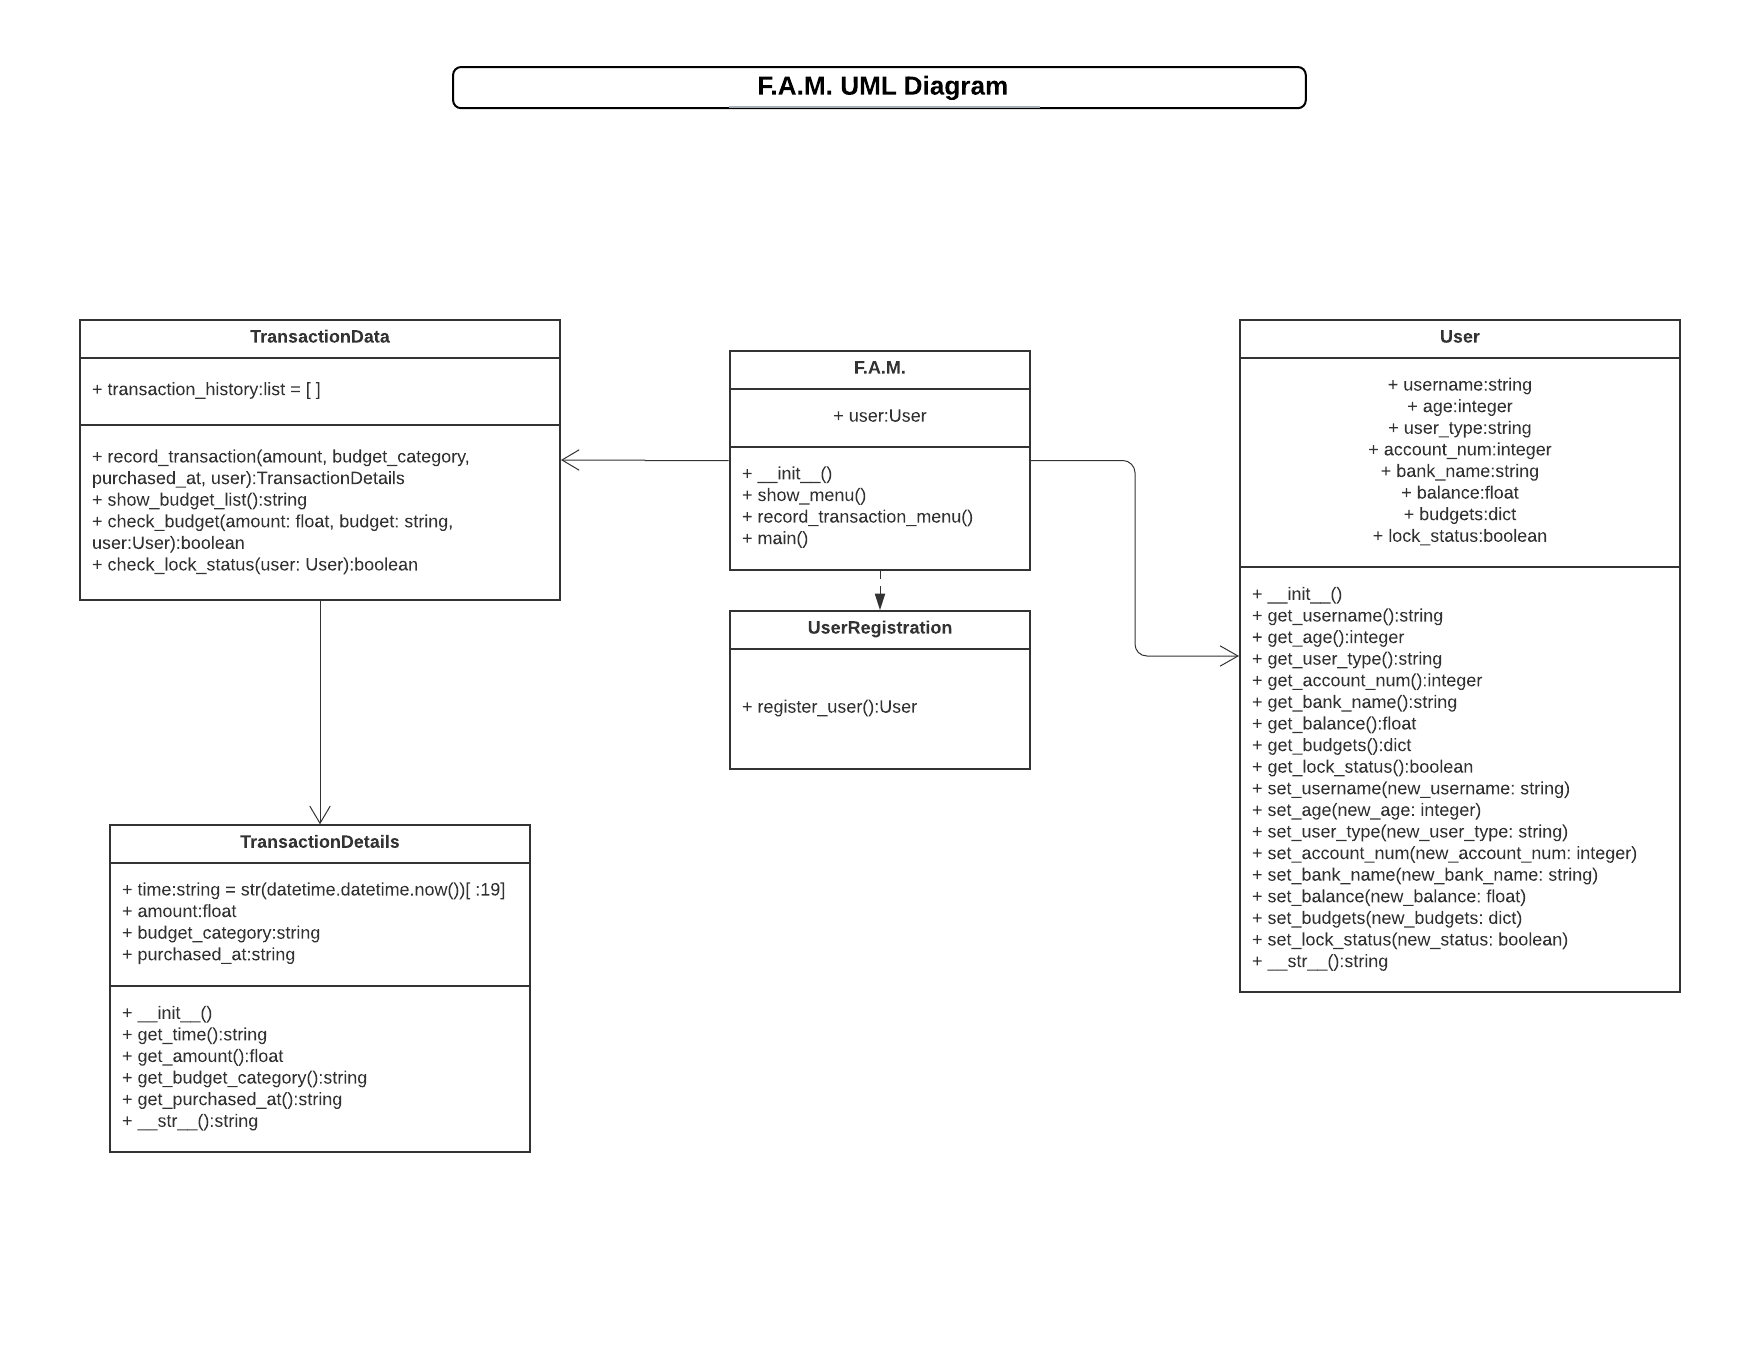 F.A.M. UML Diagram
TransactionData
+ transaction_history:list = [ ]
+ record_transaction(amount, budget_category,
purchased_at, user):TransactionDetails
+ show_budget_list():string
+ check_budget(amount: float, budget: string,
user:User):boolean
+ check_lock_status(user: User):boolean
F.A.M.
+ user:User
+ __init__()
+ show_menu()
+ record_transaction_menu()
+ main()
UserRegistration
+ register_user():User
User
+ username:string
+ age:integer
+ user_type:string
+ account_num:integer
+ bank_name:string
+ balance:float
+ budgets:dict
+ lock_status:boolean
+ __init__()
+ get_username():string
+ get_age():integer
+ get_user_type():string
+ get_account_num():integer
+ get_bank_name():string
+ get_balance():float
+ get_budgets():dict
+ get_lock_status():boolean
+ set_username(new_username: string)
+ set_age(new_age: integer)
+ set_user_type(new_user_type: string)
+ set_account_num(new_account_num: integer)
+ set_bank_name(new_bank_name: string)
+ set_balance(new_balance: float)
+ set_budgets(new_budgets: dict)
+ set_lock_status(new_status: boolean)
+ __str__():string
TransactionDetails
+ time:string = str(datetime.datetime.now())[ :19]
+ amount:float
+ budget_category:string
+ purchased_at:string
+ __init__()
+ get_time():string
+ get_amount():float
+ get_budget_category():string
+ get_purchased_at():string
+ __str__():string